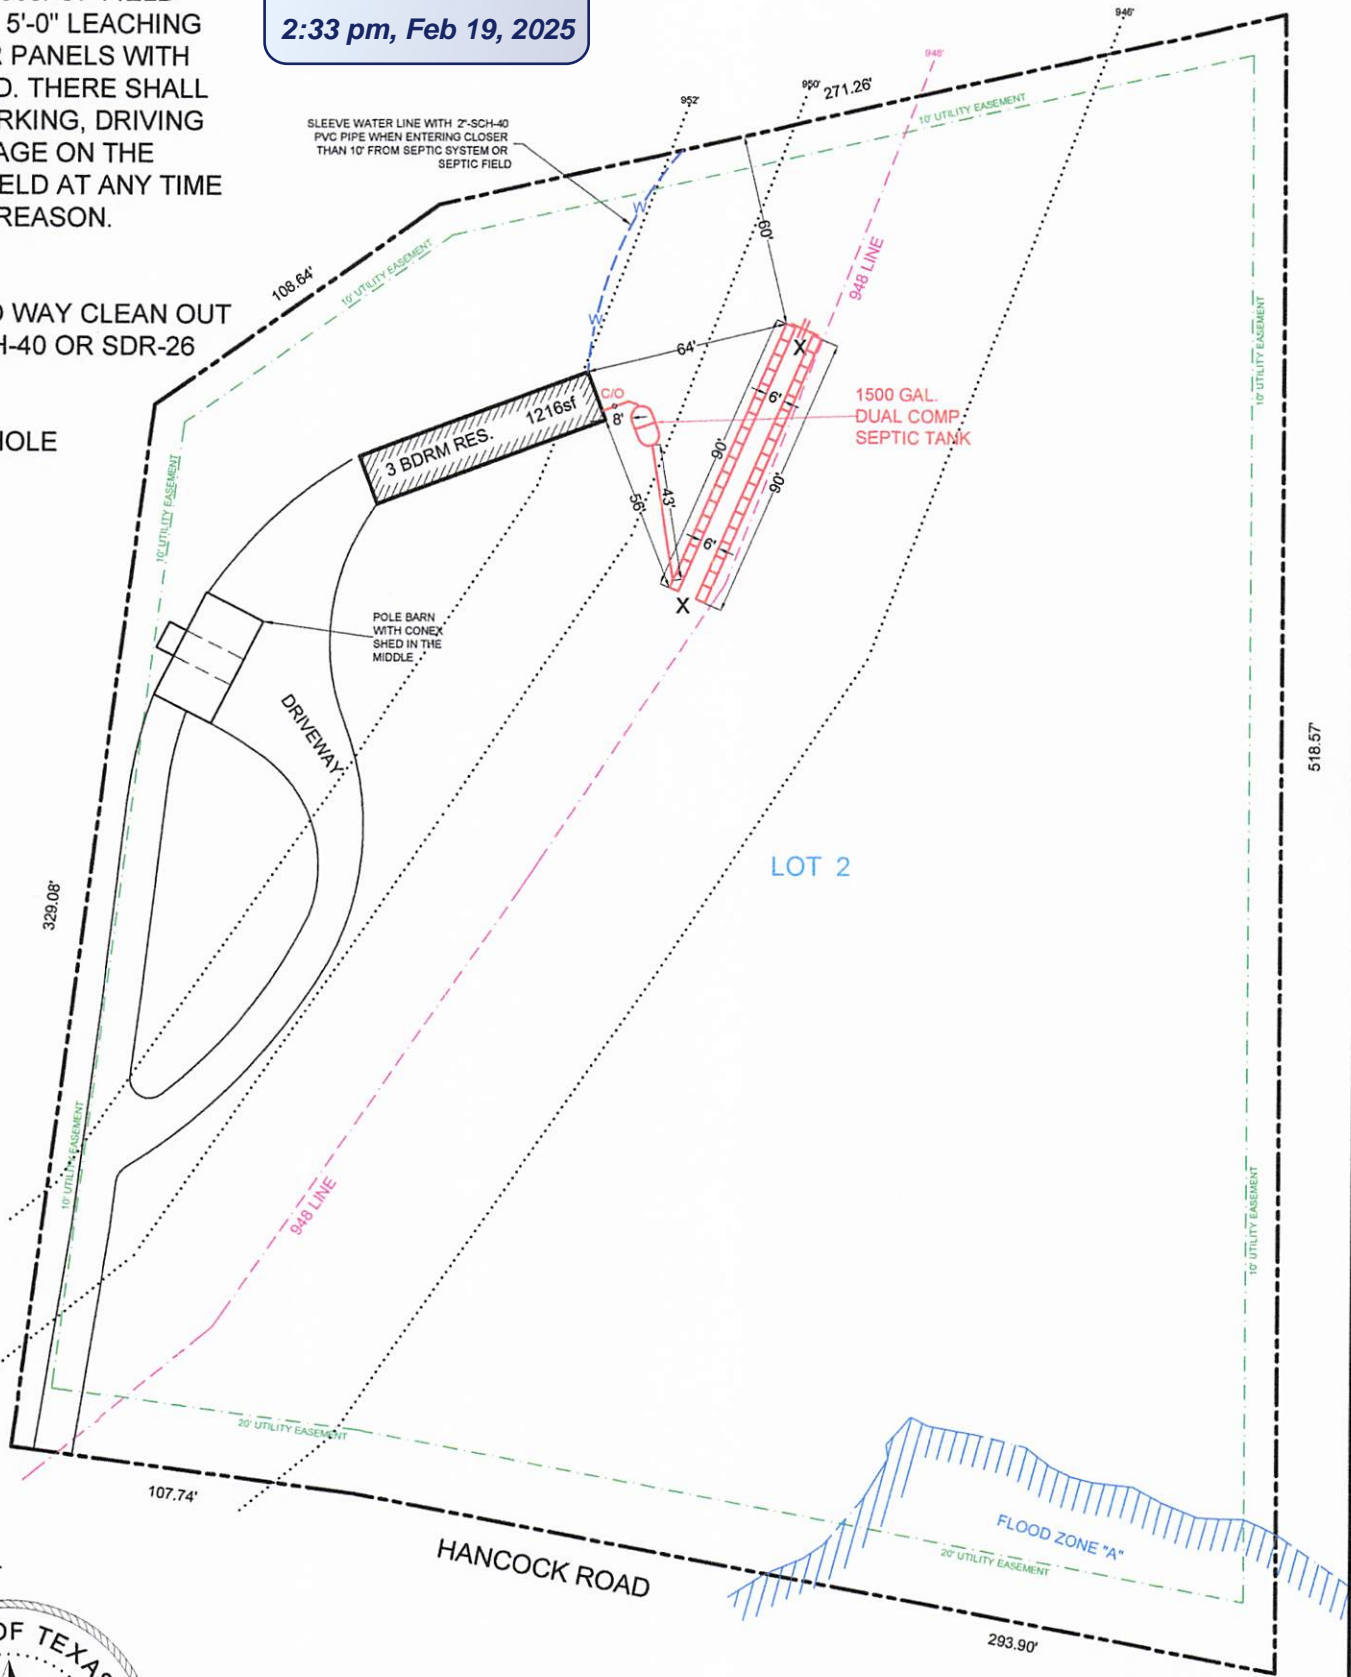 5'-0" LEACHING
PANELS WITH
D. THERE SHALL
RKING, DRIVING
AGE ON THE
ELD AT ANY TIME
REASON.
WAY CLEAN OUT
H-40 OR SDR-26
HOLE
2:33 pm, Feb 19, 2025
SLEEVE WATER LINE WITH 2"-SCH-40
PVC PIPE WHEN ENTERING CLOSER
THAN 10' FROM SEPTIC SYSTEM OR
SEPTIC FIELD
952'
950'
271.26'
948'
946'
10' UTILITY EASEMENT
108.64'
10' UTILITY EASEMENT
W
W
60'
948 LINE
64'
X
10' UTILITY EASEMENT
C/O
8'
3 BDRM RES.
1216sf
6'
1500 GAL.
DUAL COMP
SEPTIC TANK
90'
90'
56'
43'
6'
X
10' UTILITY EASEMENT
POLE BARN
WITH CONEX
SHED IN THE
MIDDLE
DRIVEWAY
518.57'
LOT 2
329.08'
10' UTILITY EASEMENT
948 LINE
10' UTILITY EASEMENT
20' UTILITY EASEMENT
107.74'
HANCOCK ROAD
FLOOD ZONE "A"
20' UTILITY EASEMENT
293.90'
OF TEXAS